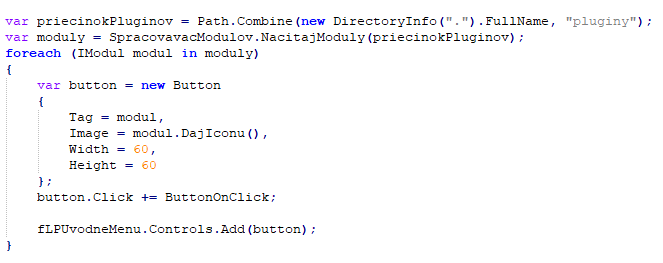 var priecinokPluginov = Path.Combine(new DirectoryInfo(".").FullName, "pluginy");
var moduly = SpracovavacModulov.NacitajModuly(priecinokPluginov);
foreach (IModul modul in moduly)
{
    var button = new Button
    {
        Tag = modul,
        Image = modul.DajIconu(),
        Width = 60,
        Height = 60
    };
    button.Click += ButtonOnClick;

    fLPUvodneMenu.Controls.Add(button);
}